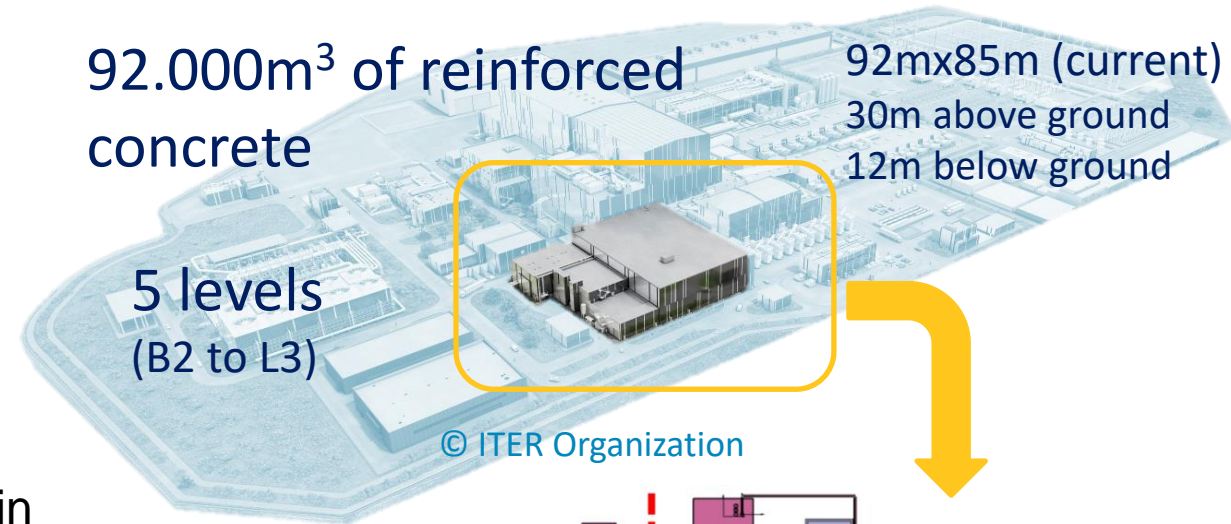 92.000m³ of reinforced
concrete
92mx85m (current)
30m above ground
12m below ground
5 levels
(B2 to L3)
© ITER Organization
in